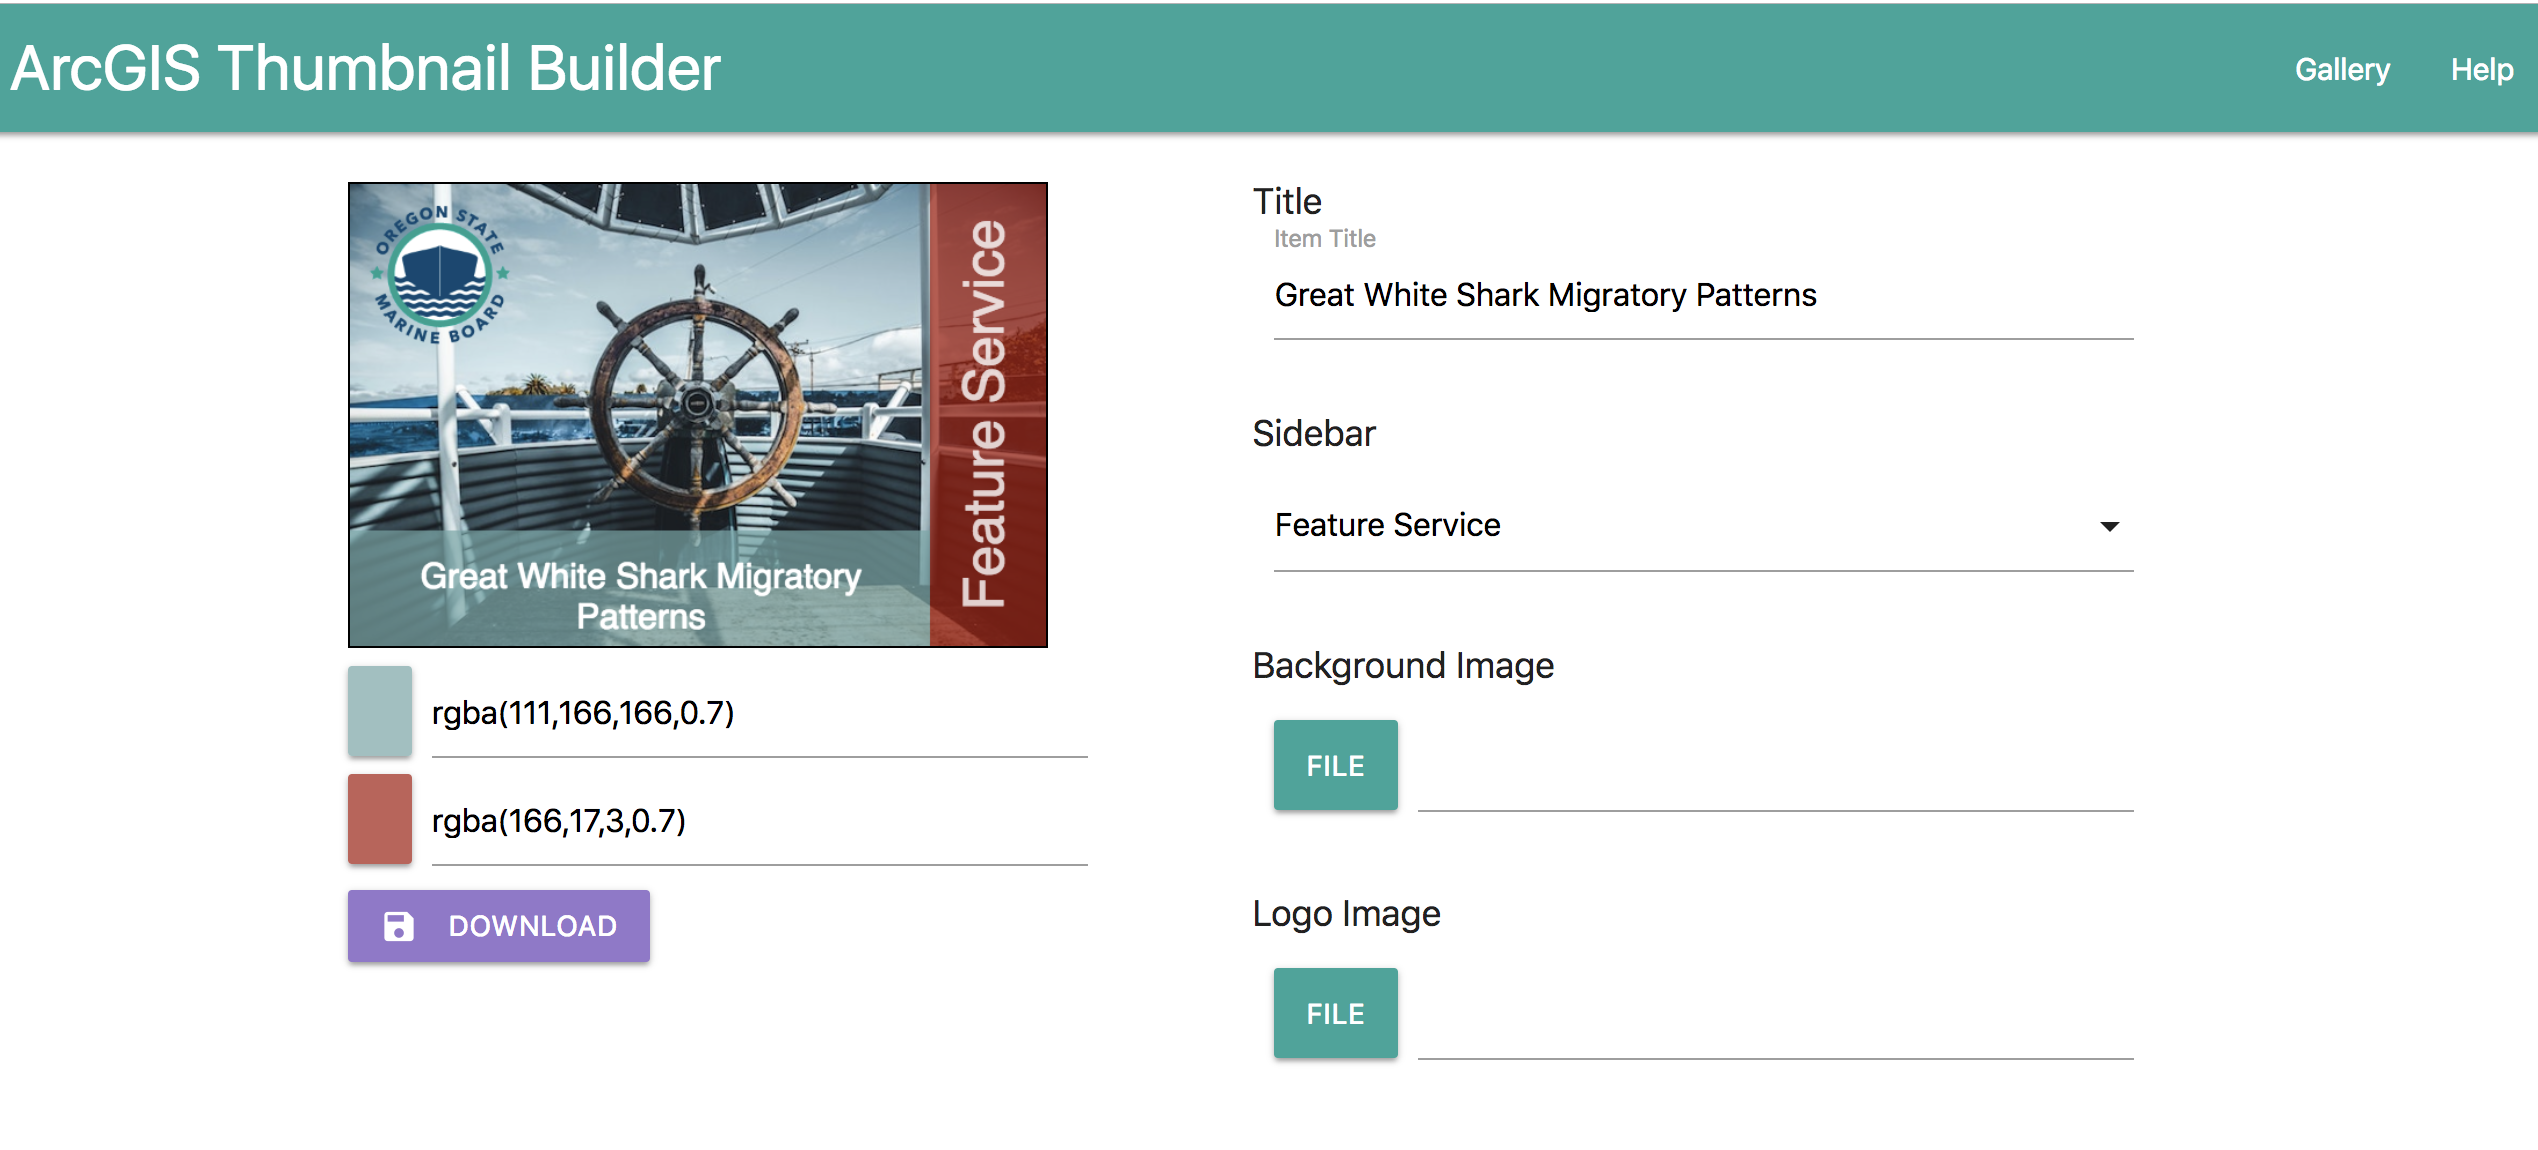 ArcGIS Thumbnail Builder
Gallery
Help
OREGON STATE
MARINE BOARD
Feature Service
Great White Shark Migratory
Patterns
rgba(111,166,166,0.7)
rgba(166,17,3,0.7)
DOWNLOAD
Title
Item Title
Great White Shark Migratory Patterns
Sidebar
Feature Service
Background Image
FILE
Logo Image
FILE